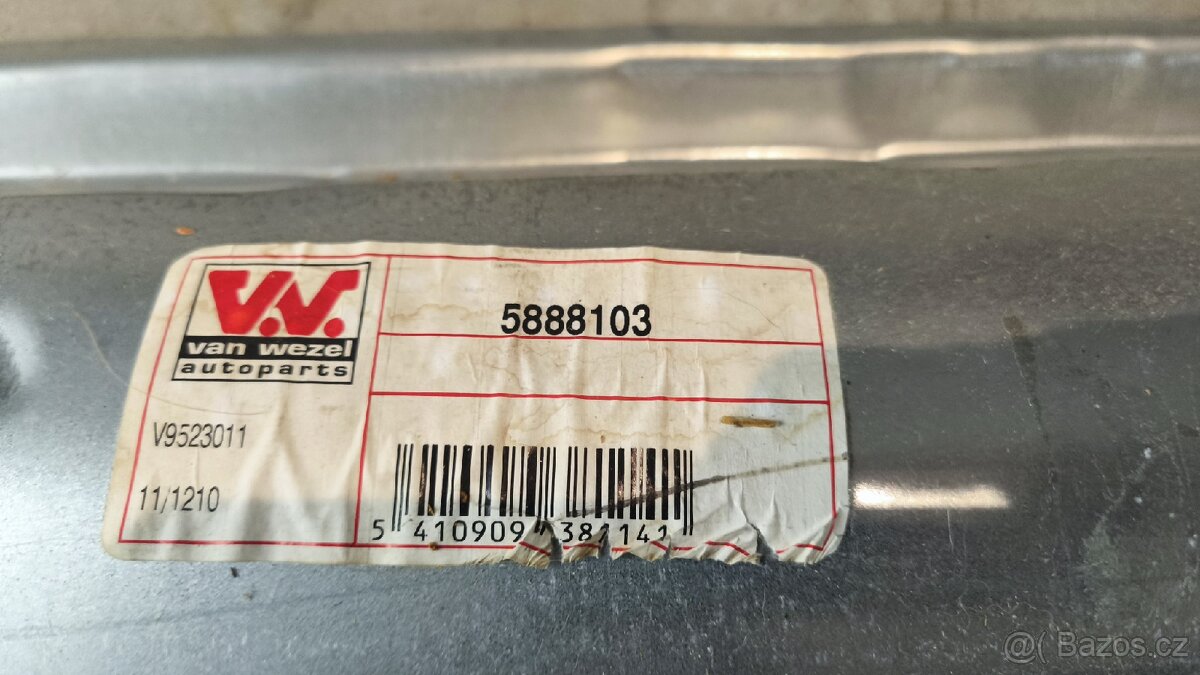 V.W.
van wezel
autoparts
5888103
V9523011
11/1210
5 410909 381141
@( Bazos.cz